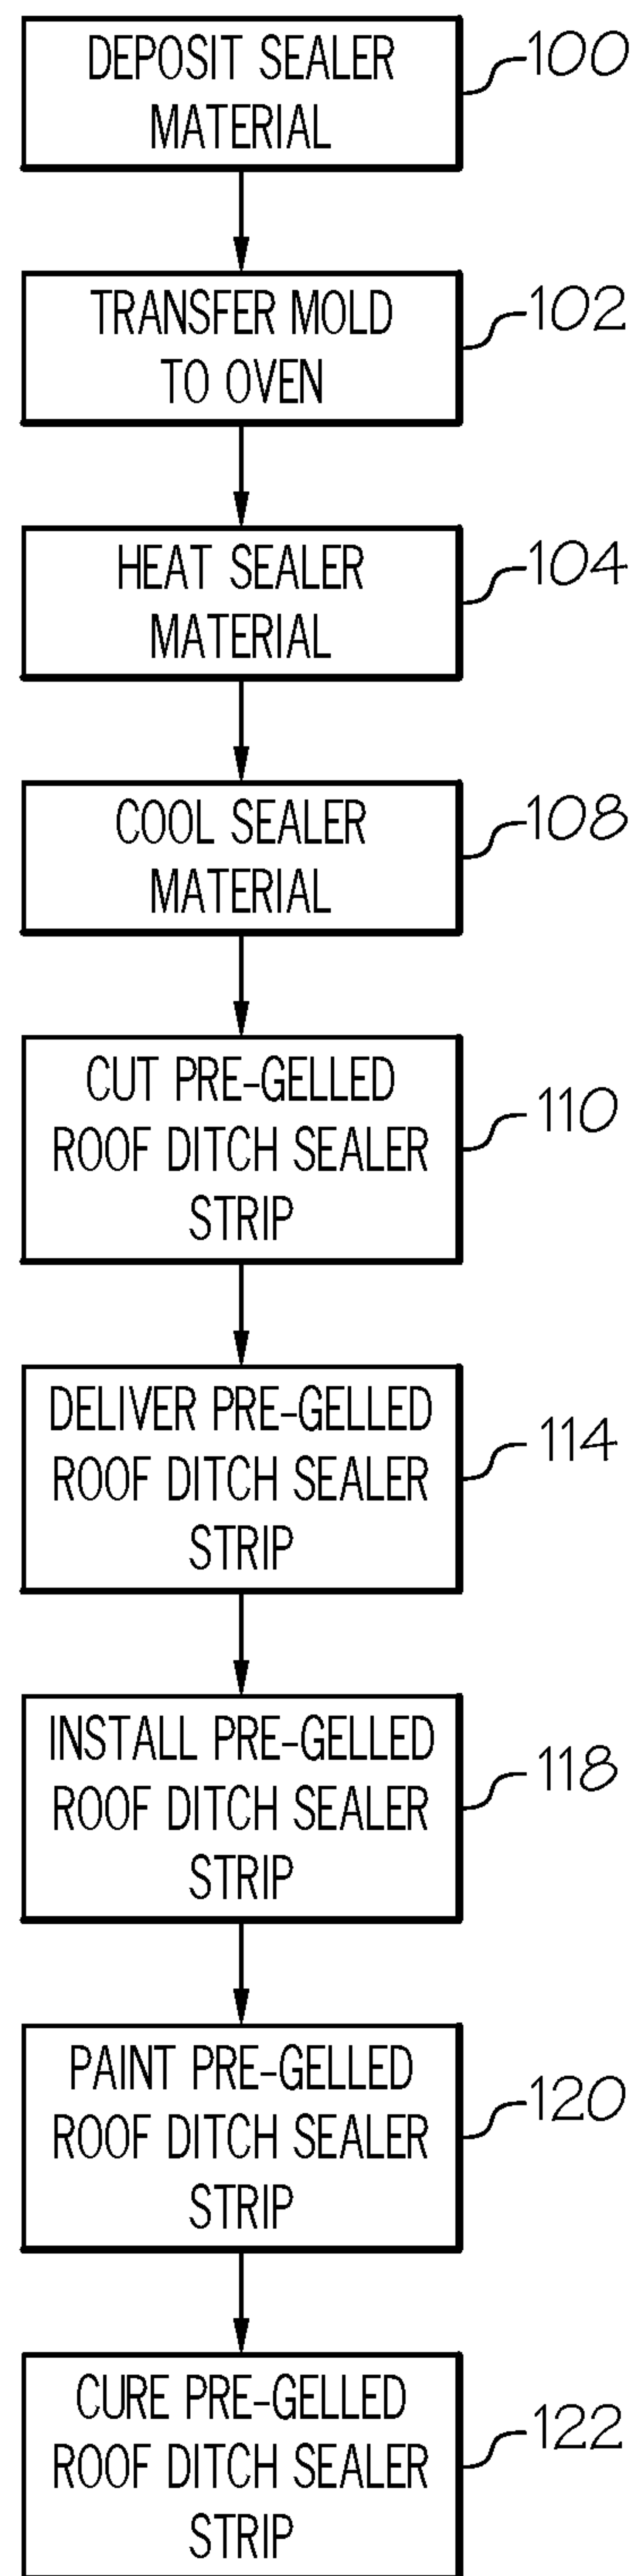 DEPOSIT SEALER
MATERIAL
100
TRANSFER MOLD
TO OVEN
102
HEAT SEALER
MATERIAL
104
COOL SEALER
MATERIAL
108
CUT PRE-GELLED
ROOF DITCH SEALER
STRIP
110
DELIVER PRE-GELLED
ROOF DITCH SEALER
STRIP
114
INSTALL PRE-GELLED
ROOF DITCH SEALER
STRIP
118
PAINT PRE-GELLED
ROOF DITCH SEALER
STRIP
120
CURE PRE-GELLED
ROOF DITCH SEALER
STRIP
122